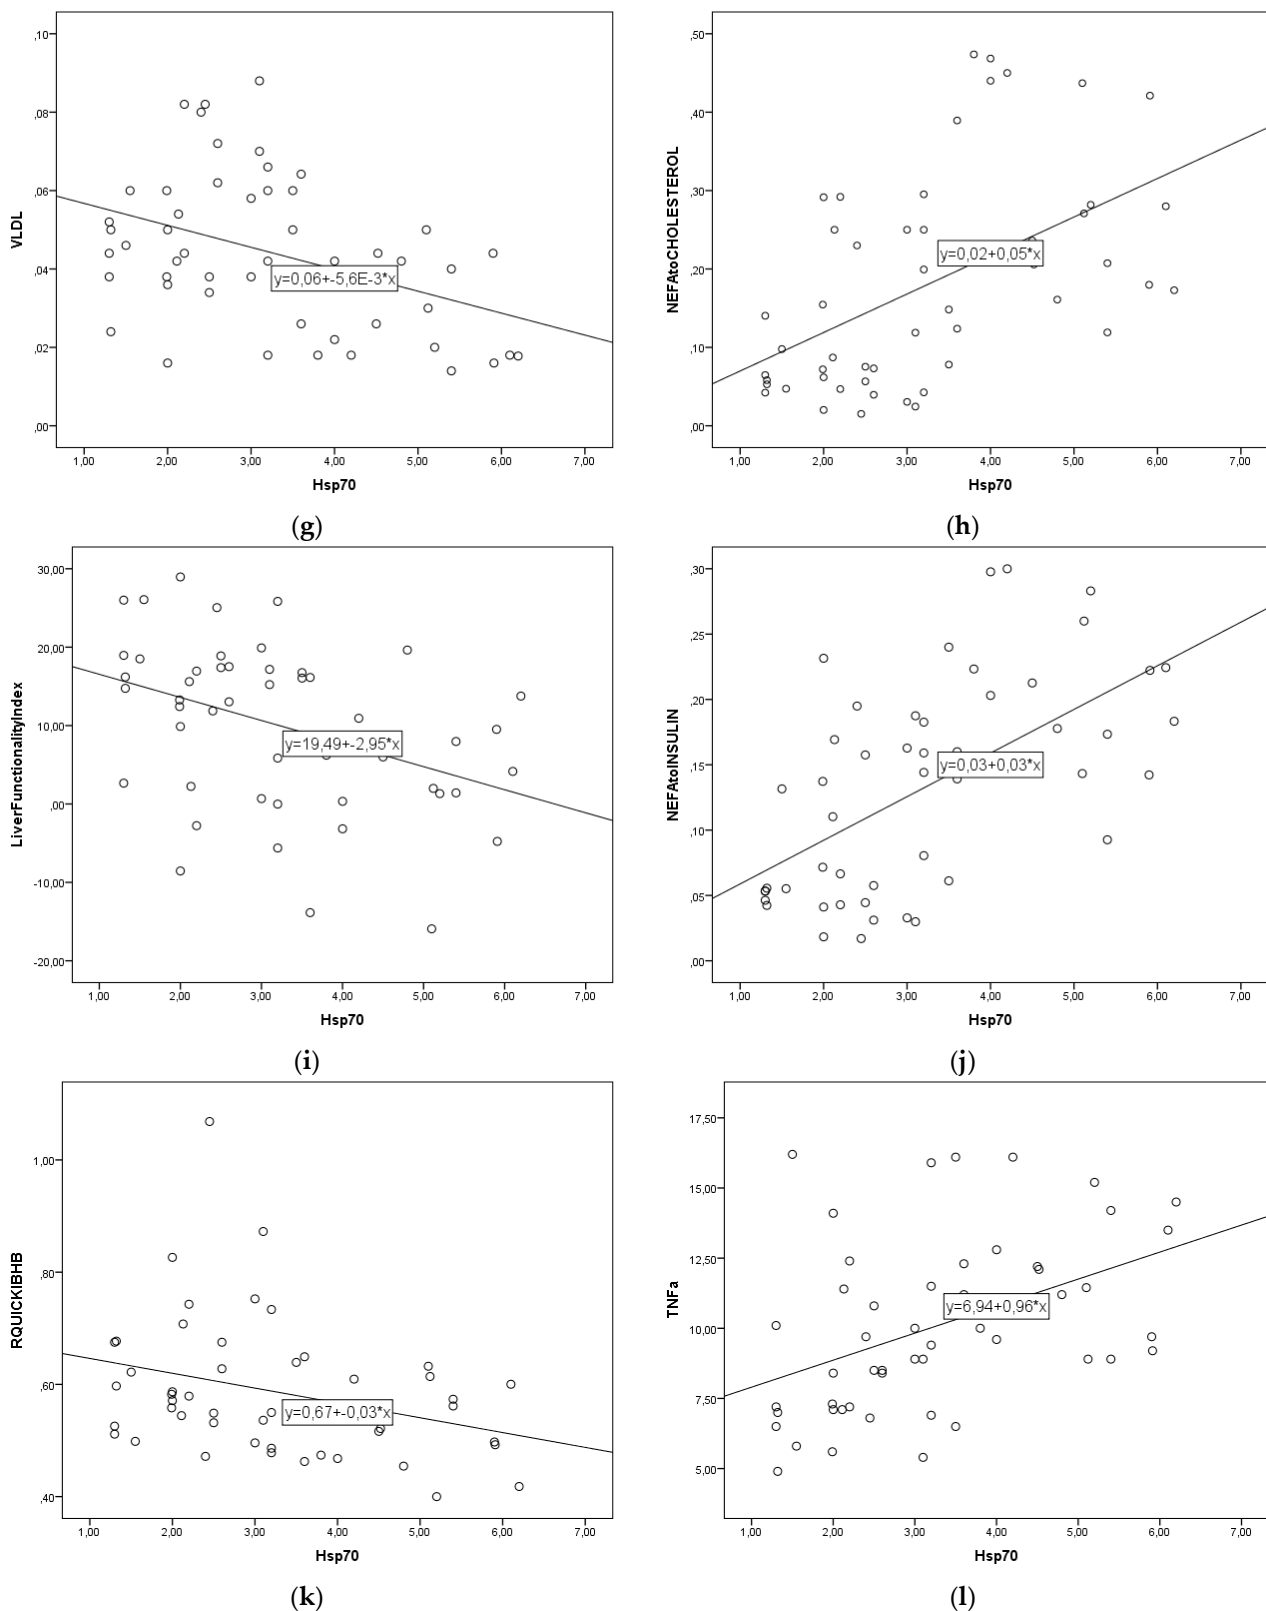 ,10
,08
,06
,04
,02
,00
VLDL
y=0,06+-5,6E-3*x
1,00 2,00 3,00 4,00 5,00 6,00 7,00
Hsp70
(g)
,50
,40
,30
,20
,10
,00
NEFAtoCHOLESTEROL
y=0,02+0,05*x
1,00 2,00 3,00 4,00 5,00 6,00 7,00
Hsp70
(h)
30,00
20,00
10,00
,00
-10,00
-20,00
LiverFunctionalityIndex
y=19,49+-2,95*x
1,00 2,00 3,00 4,00 5,00 6,00 7,00
Hsp70
(i)
,30
,25
,20
,15
,10
,05
,00
NEFAtoINSULIN
y=0,03+0,03*x
1,00 2,00 3,00 4,00 5,00 6,00 7,00
Hsp70
(j)
1,00
,80
,60
,40
RQUICKIBHB
y=0,67+-0,03*x
1,00 2,00 3,00 4,00 5,00 6,00 7,00
Hsp70
(k)
17,50
15,00
12,50
10,00
7,50
5,00
TNFa
y=6,94+0,96*x
1,00 2,00 3,00 4,00 5,00 6,00 7,00
Hsp70
(l)